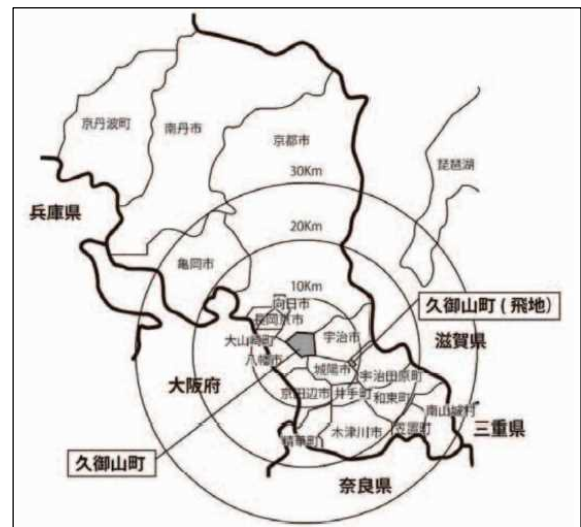 京丹波町
南丹市
京都市
琵琶湖
30Km
兵庫県
20Km
亀岡市
10Km
向日市
久御山町(飛地)
長岡京市
大山崎町
宇治市
滋賀県
八幡市
城陽市
宇治田原町
大阪府
京田辺市
井手町
和束町
南山城村
三重県
精華町
木津川市
笠置町
久御山町
奈良県